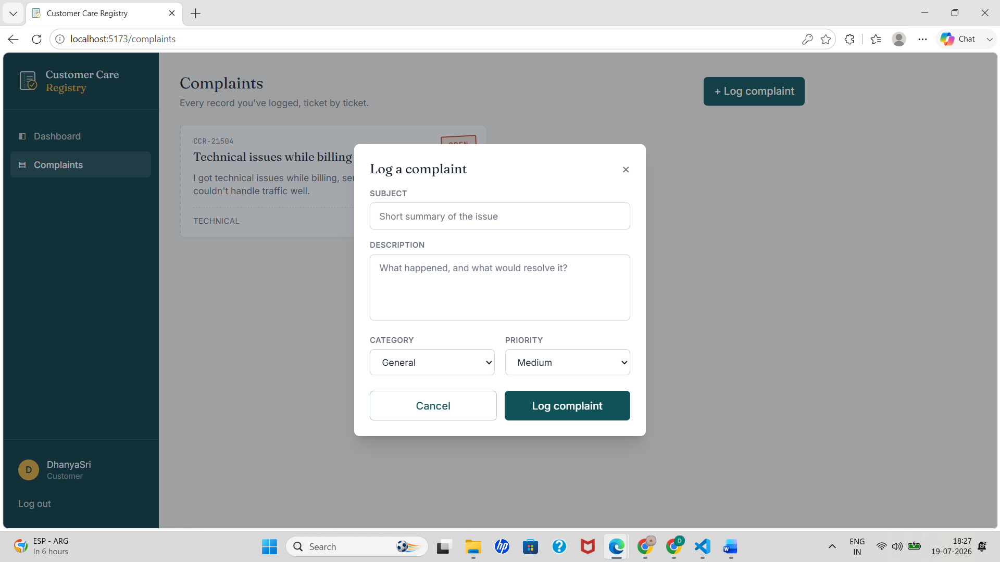 Customer Care Registry
localhost:5173/complaints
Chat
Customer Care
Registry
Dashboard
Complaints
DhanyaSri
D
Customer
Log out
Complaints
Every record you've logged, ticket by ticket.
+ Log complaint
CCR-21504
OPEN
Technical issues while billing
I got technical issues while billing, ser
couldn't handle traffic well.
TECHNICAL
Log a complaint
×
SUBJECT
Short summary of the issue
DESCRIPTION
What happened, and what would resolve it?
CATEGORY
PRIORITY
General
Medium
Cancel
Log complaint
ESP - ARG
In 6 hours
Search
hp
?
D
W
ENG
IN
18:27
19-07-2026